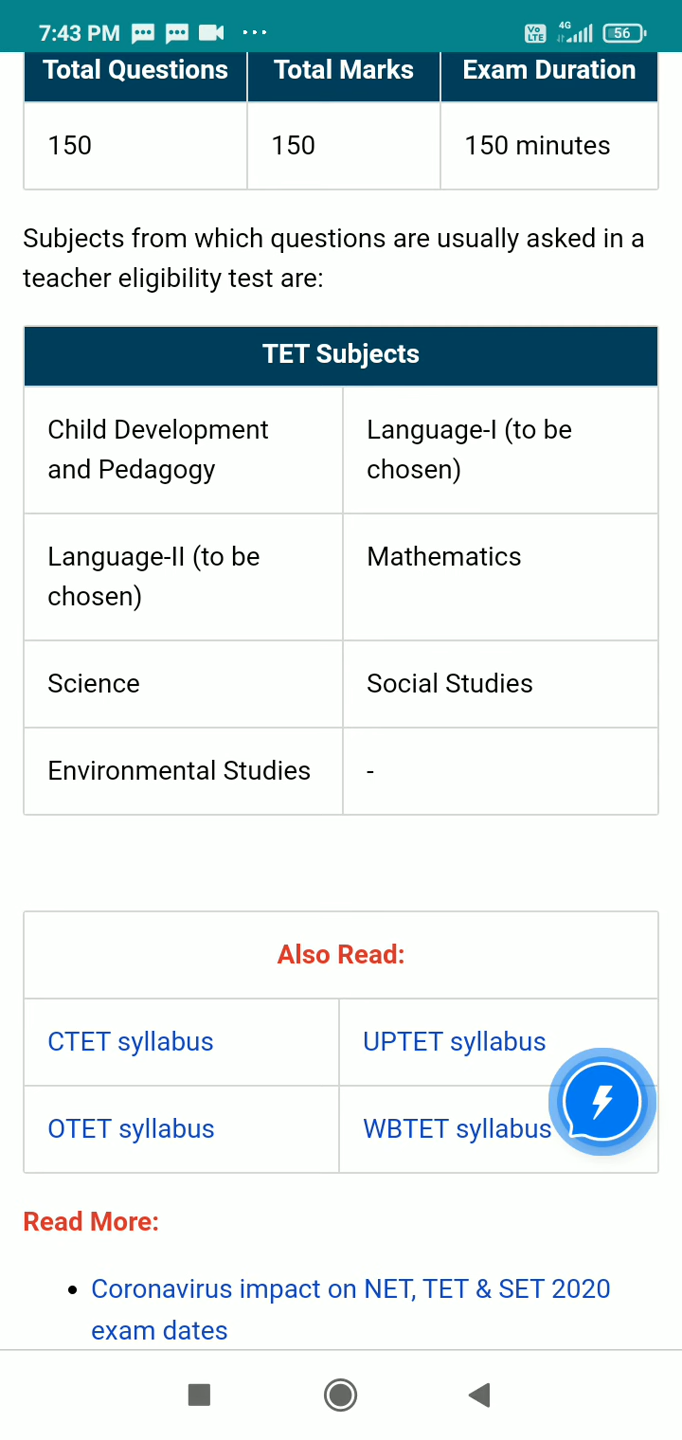 7:43 PM
Vo LTE 4G 56
Total Questions Total Marks Exam Duration
150 150 150 minutes
Subjects from which questions are usually asked in a
teacher eligibility test are:
TET Subjects
Child Development
and Pedagogy
Language-I (to be
chosen)
Language-II (to be
chosen)
Mathematics
Science
Social Studies
Environmental Studies
-
Also Read:
CTET syllabus
UPTET syllabus
OTET syllabus
WBTET syllabus
Read More:
• Coronavirus impact on NET, TET & SET 2020
exam dates